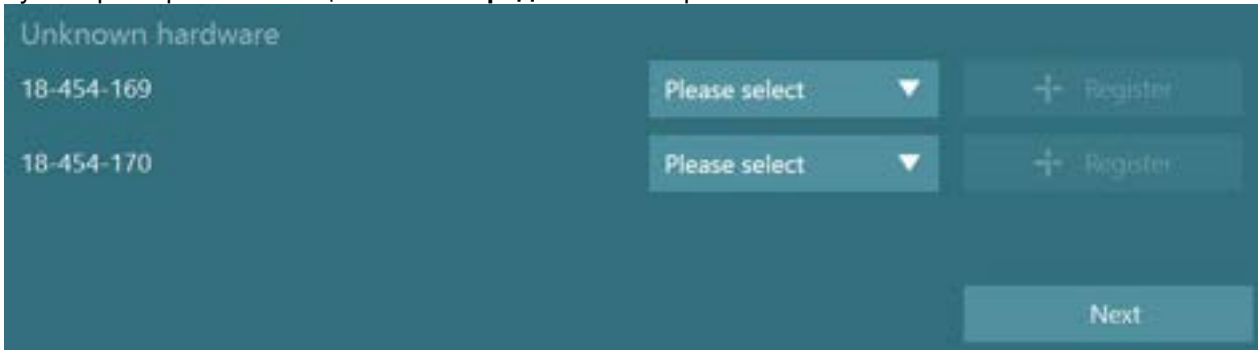 Unknown hardware
18-454-169 Please select Register
18-454-170 Please select Register
Next